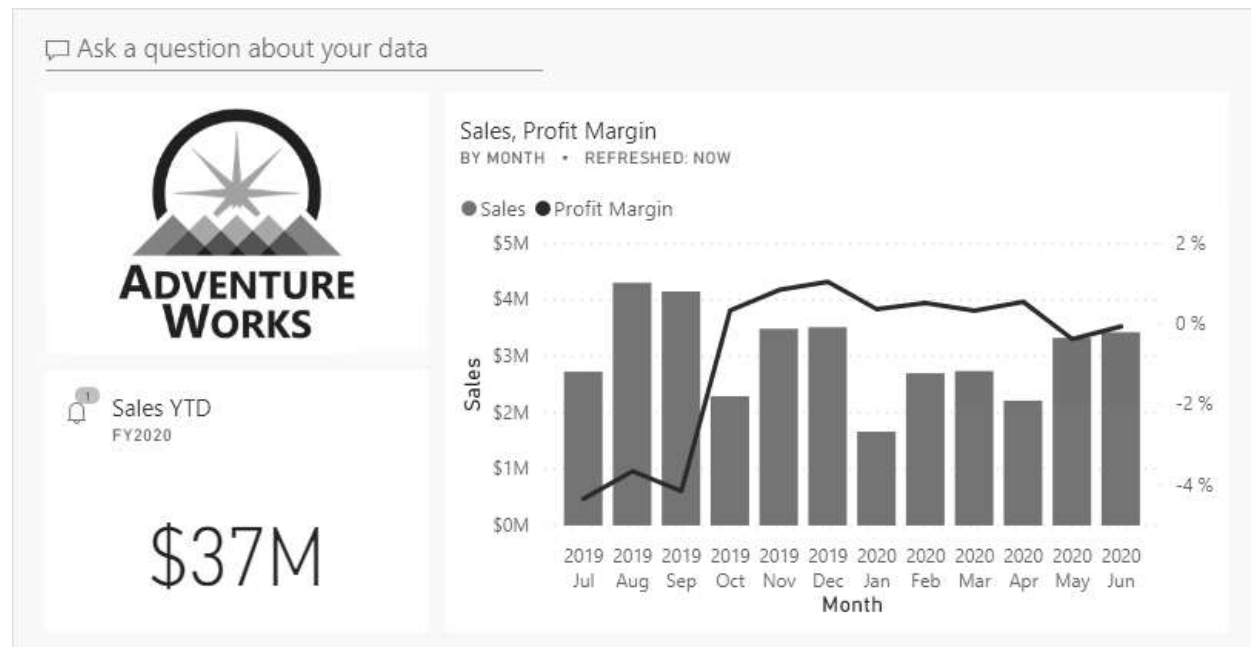 Ask a question about your data
ADVENTURE
WORKS
1
Sales YTD
FY2020
$37M
Sales, Profit Margin
BY MONTH • REFRESHED: NOW
Sales Profit Margin
$5M 2 %
$4M
0 %
$3M
$2M -2 %
$1M
-4 %
$0M
Sales
2019 2019 2019 2019 2019 2019 2020 2020 2020 2020 2020 2020
Jul Aug Sep Oct Nov Dec Jan Feb Mar Apr May Jun
Month